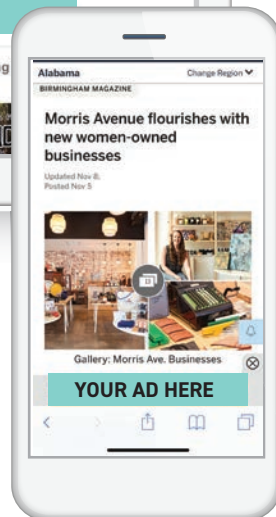 Alabama
Change Region
BIRMINGHAM MAGAZINE
Morris Avenue flourishes with
new women-owned
businesses
Updated Nov 8,
Posted Nov 5
Gallery: Morris Ave. Businesses
YOUR AD HERE